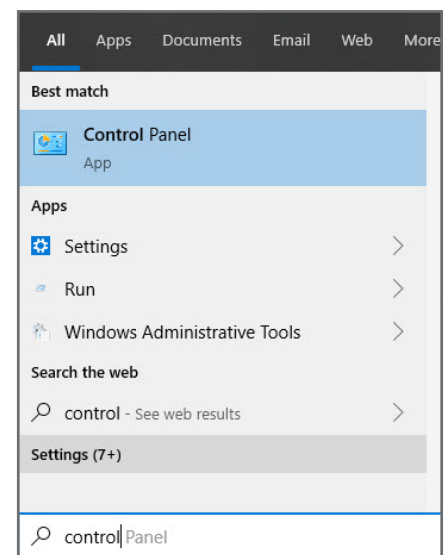 All Apps Documents Email Web More
Best match
Control Panel
App
Apps
Settings
Run
Windows Administrative Tools
Search the web
control - See web results
Settings (7+)
control Panel